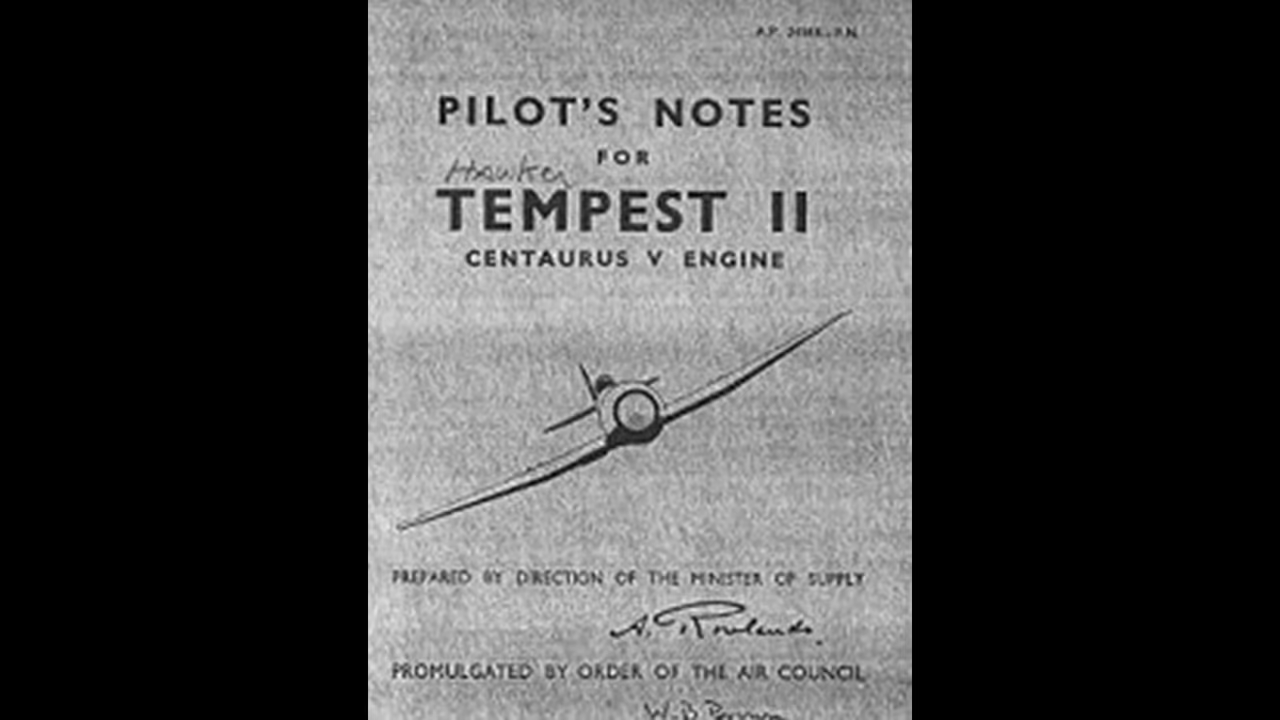 PILOT'S NOTES
FOR
Hawker
TEMPEST II
CENTAURUS V ENGINE
PREPARED BY DIRECTION OF THE MINISTER OF SUPPLY
A. Rowlands.
PROMULGATED BY ORDER OF THE AIR COUNCIL
W.B.